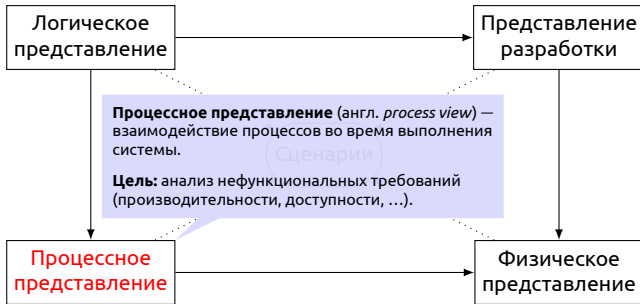 Логическое
представление
Представление
разработки
Процессное представление (англ. process view) —
взаимодействие процессов во время выполнения
системы.
Сценарии
Цель: анализ нефункциональных требований
(производительности, доступности, …).
Процессное
представление
Физическое
представление